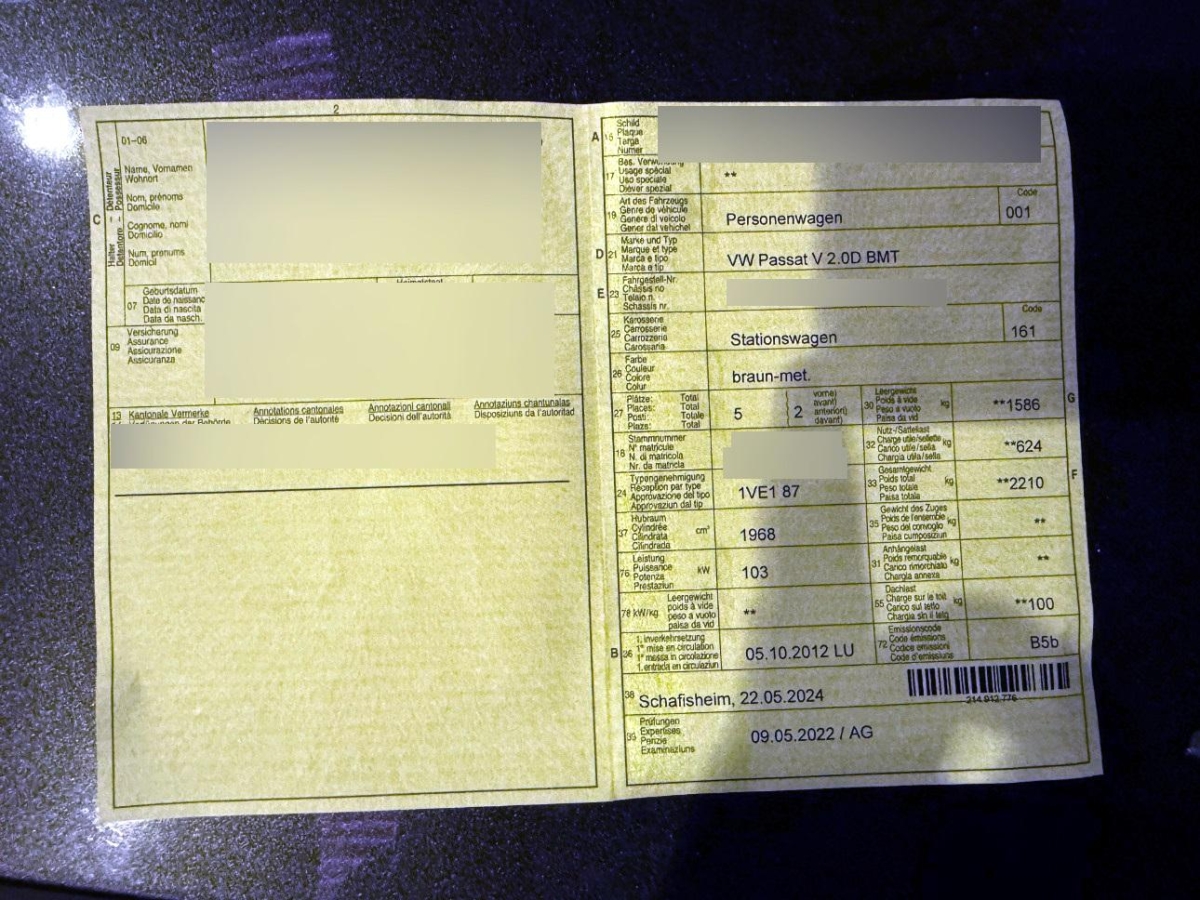 2
01-06
C
Halter - Détenteur
Detentore - Possessur
Name, Vornamen
Wohnort
Nom, prénoms
Domicile
Cognome, nomi
Domicilio
Num, prenums
Domicil
Heimatstaat
07
Geburtsdatum
Date de naissance
Data di nascita
Data da nasch.
09
Versicherung
Assurance
Assicurazione
Assicuranza
13 Kantonale Vermerke Annotations cantonales Annotazioni cantonali Annotaziuns chantunalas
Verfügungen der Behörde Décisions de l'autorité Decisioni dell'autorità Disposiziuns da l'autoritad
A 15
Schild
Plaque
Targa
Numer
17
Bes. Verwendung
Usage spécial
Uso speciale
Diever spezial
**
19
Art des Fahrzeugs
Genre de véhicule
Genere di veicolo
Gener dal vehichel
Personenwagen
Code
001
D 21
Marke und Typ
Marque et type
Marca e tipo
Marca e tip
VW Passat V 2.0D BMT
E 23
Fahrgestell-Nr.
Châssis no
Telaio n.
Schassis nr.
25
Karosserie
Carrosserie
Carrozzeria
Carossaria
Stationswagen
Code
161
26
Farbe
Couleur
Colore
Colur
braun-met.
27
Plätze: Total
Places: Total
Posti: Totale
Plazs: Total
5
2
vorne)
avant)
anteriori)
davant)
30
Leergewicht
Poids à vide
Peso a vuoto
Paisa da vid
kg
**1586
G
18
Stammnummer
N° matricule
N. di matricola
Nr. da matricla
32
Nutz-/Sattellast
Charge utile/sellette
Carico utile/sella
Chargia utila/sella
kg
**624
24
Typengenehmigung
Réception par type
Approvazione del tipo
Approvaziun dal tip
1VE1 87
33
Gesamtgewicht
Poids total
Peso totale
Paisa totala
kg
**2210
F
37
Hubraum
Cylindrée
Cilindrata
Cilindrada
cm³
1968
35
Gewicht des Zuges
Poids de l'ensemble
Peso del convoglio
Paisa cumposiziun
kg
**
76
Leistung
Puissance
Potenza
Prestaziun
kW
103
31
Anhängelast
Poids remorquable
Carico rimorchiato
Chargia annexa
kg
**
78 kW/kg
Leergewicht
poids à vide
peso a vuoto
paisa da vid
**
55
Dachlast
Charge sur le toit
Carico sul tetto
Chargia sin il tetg
kg
**100
B 36
1. Inverkehrsetzung
1re mise en circulation
1a messa in circolazione
1. entrada en circulaziun
05.10.2012 LU
72
Emissionscode
Code émissions
Codice emissioni
Code d'emissiuns
B5b
38 Schafisheim, 22.05.2024
214 912 776
39
Prüfungen
Expertises
Perizie
Examinaziuns
09.05.2022 / AG